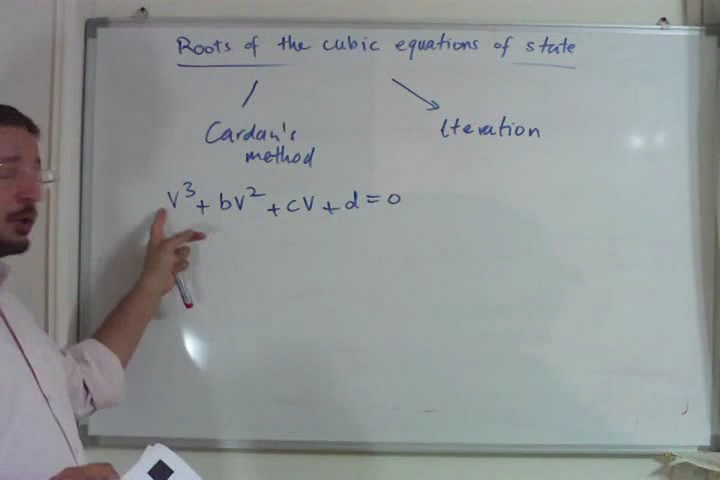 Roots of the cubic equations of state
Cardan's
method
Iteration
V³ + bV² + cV + d = 0